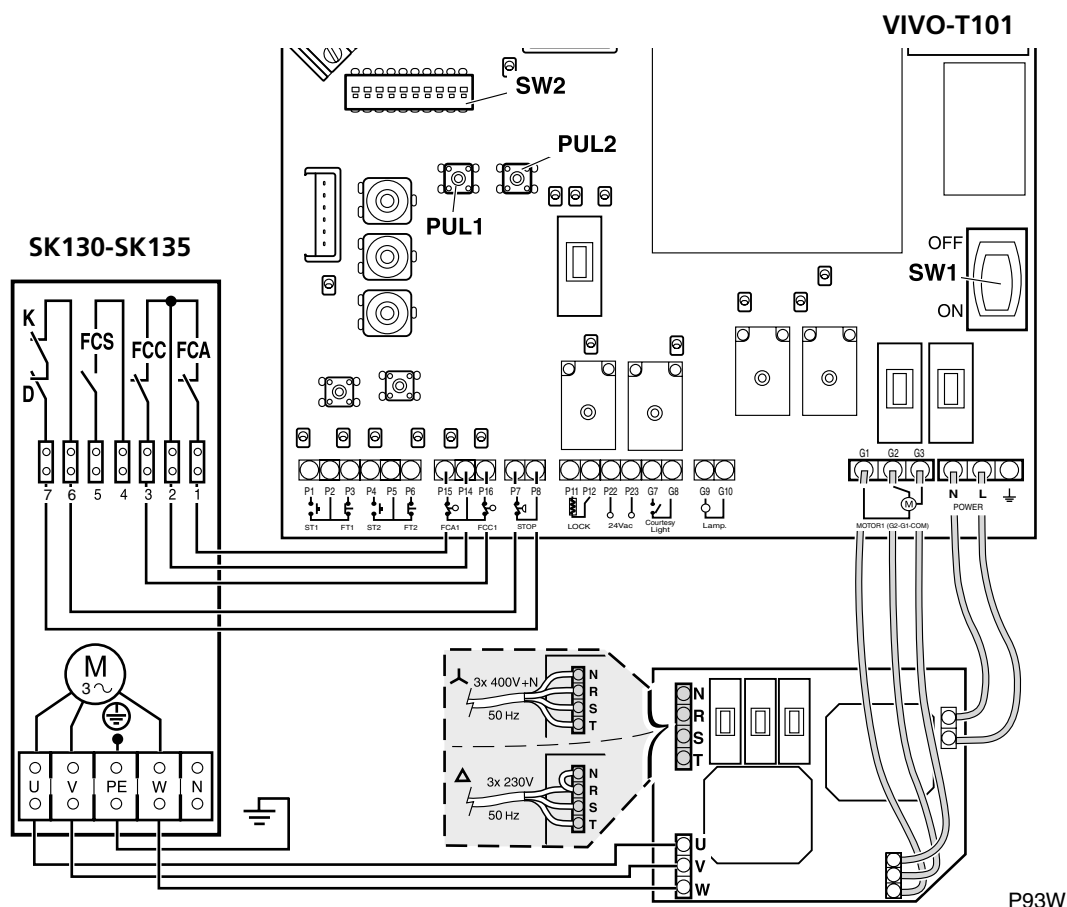 VIVO-T101
SW2
PUL2
PUL1
OFF
SW1
ON
SK130-SK135
K
D
FCS
FCC
FCA
7 6 5 4 3 2 1
P1 P2 P3 P4 P5 P6 P15 P14 P16 P7 P8 P11 P12 P22 P23 G7 G8 G9 G10
ST1 FT1 ST2 FT2 FCA1 FCC1 STOP LOCK 24Vac Courtesy Light Lamp.
G1 G2 G3
M
N L
POWER
MOTOR1 (G2-G1-COM)
M
3~
U V PE W N
3x 400V+N
50 Hz
N
R
S
T
3x 230V
50 Hz
N
R
S
T
N
R
S
T
U
V
W
P93W